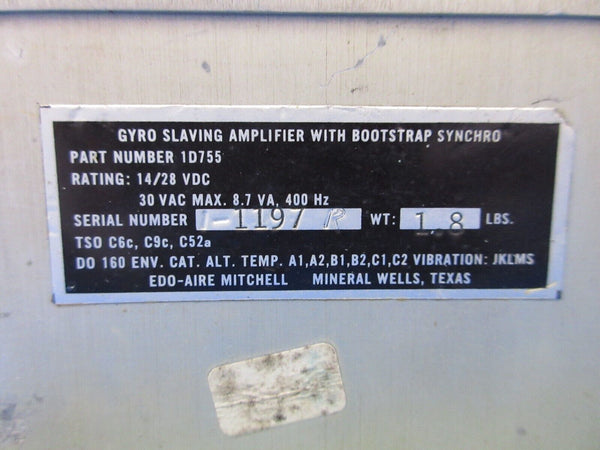 GYRO SLAVING AMPLIFIER WITH BOOTSTRAP SYNCHRO
PART NUMBER 1D755
RATING: 14/28 VDC
30 VAC MAX. 8.7 VA, 400 Hz
SERIAL NUMBER -1197 R WT: 1.8 LBS.
TSO C6c, C9c, C52a
DO 160 ENV. CAT. ALT. TEMP. A1,A2,B1,B2,C1,C2 VIBRATION: JKLMS
EDO-AIRE MITCHELL MINERAL WELLS, TEXAS